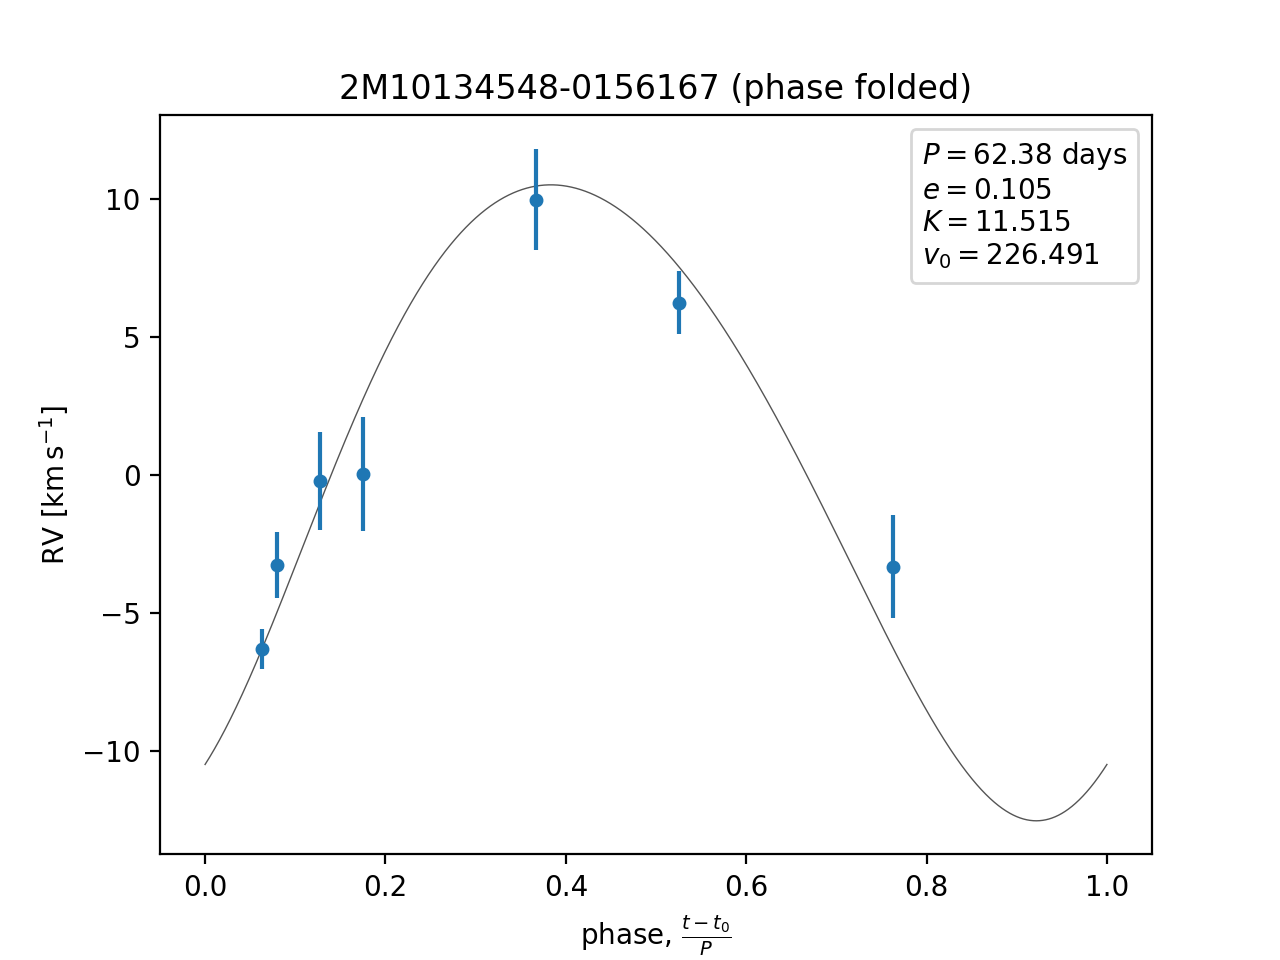 2M10134548-0156167 (phase folded)
P = 62.38 days
e = 0.105
K = 11.515
v₀ = 226.491
RV [km s⁻¹]
10
5
0
−5
−10
0.0 0.2 0.4 0.6 0.8 1.0
phase, (t − t₀)/P